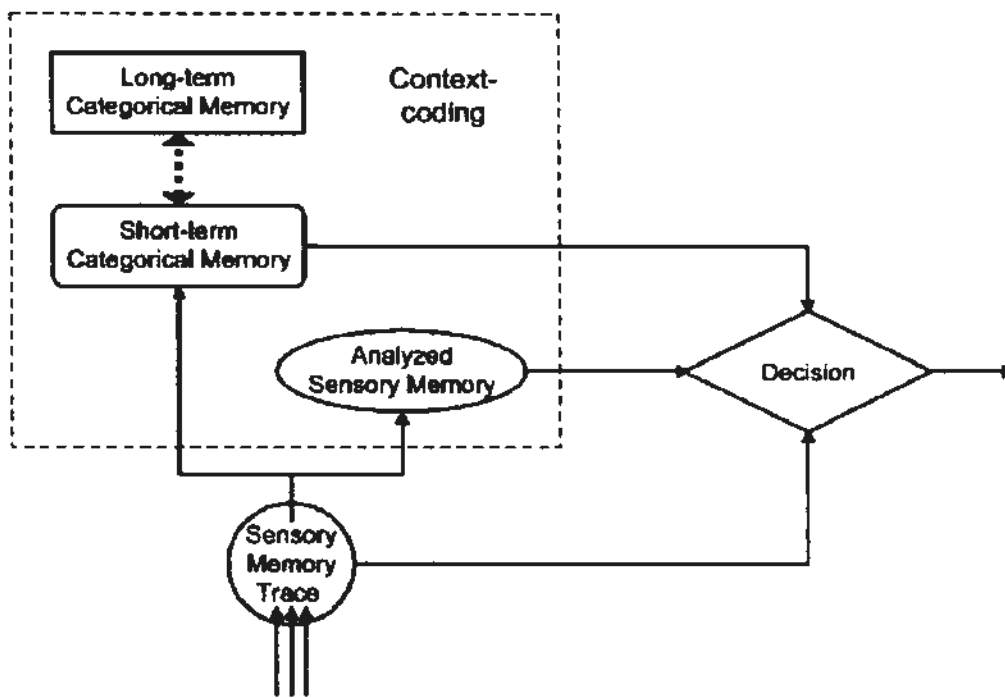 Long-term
Categorical Memory
Context-
coding
Short-term
Categorical Memory
Analyzed
Sensory Memory
Decision
Sensory
Memory
Trace